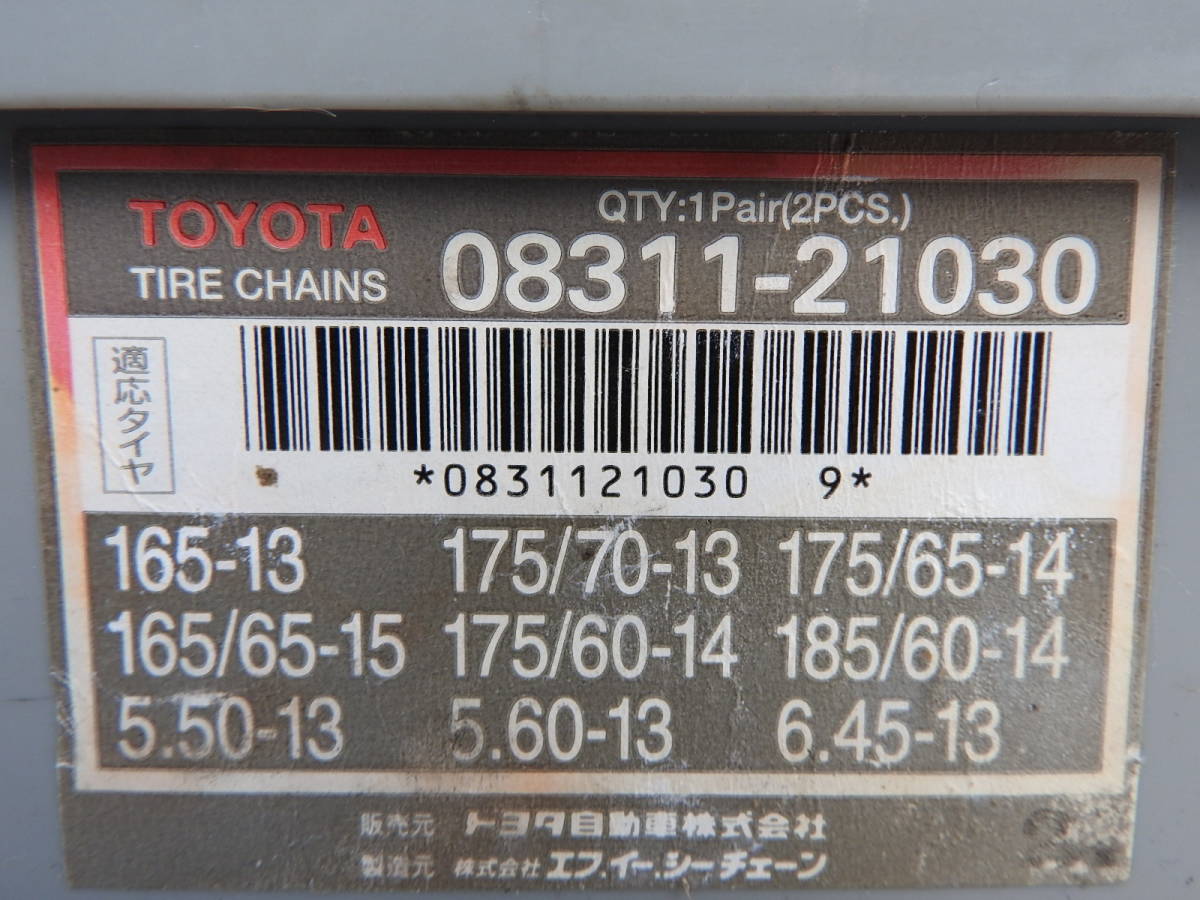 QTY:1Pair(2PCS.)
TOYOTA
TIRE CHAINS
08311-21030
適応タイヤ
*0831121030 9*
165-13 175/70-13 175/65-14
165/65-15 175/60-14 185/60-14
5.50-13 5.60-13 6.45-13
販売元 トヨタ自動車株式会社
製造元 株式会社 エフ.イー.シーチェーン